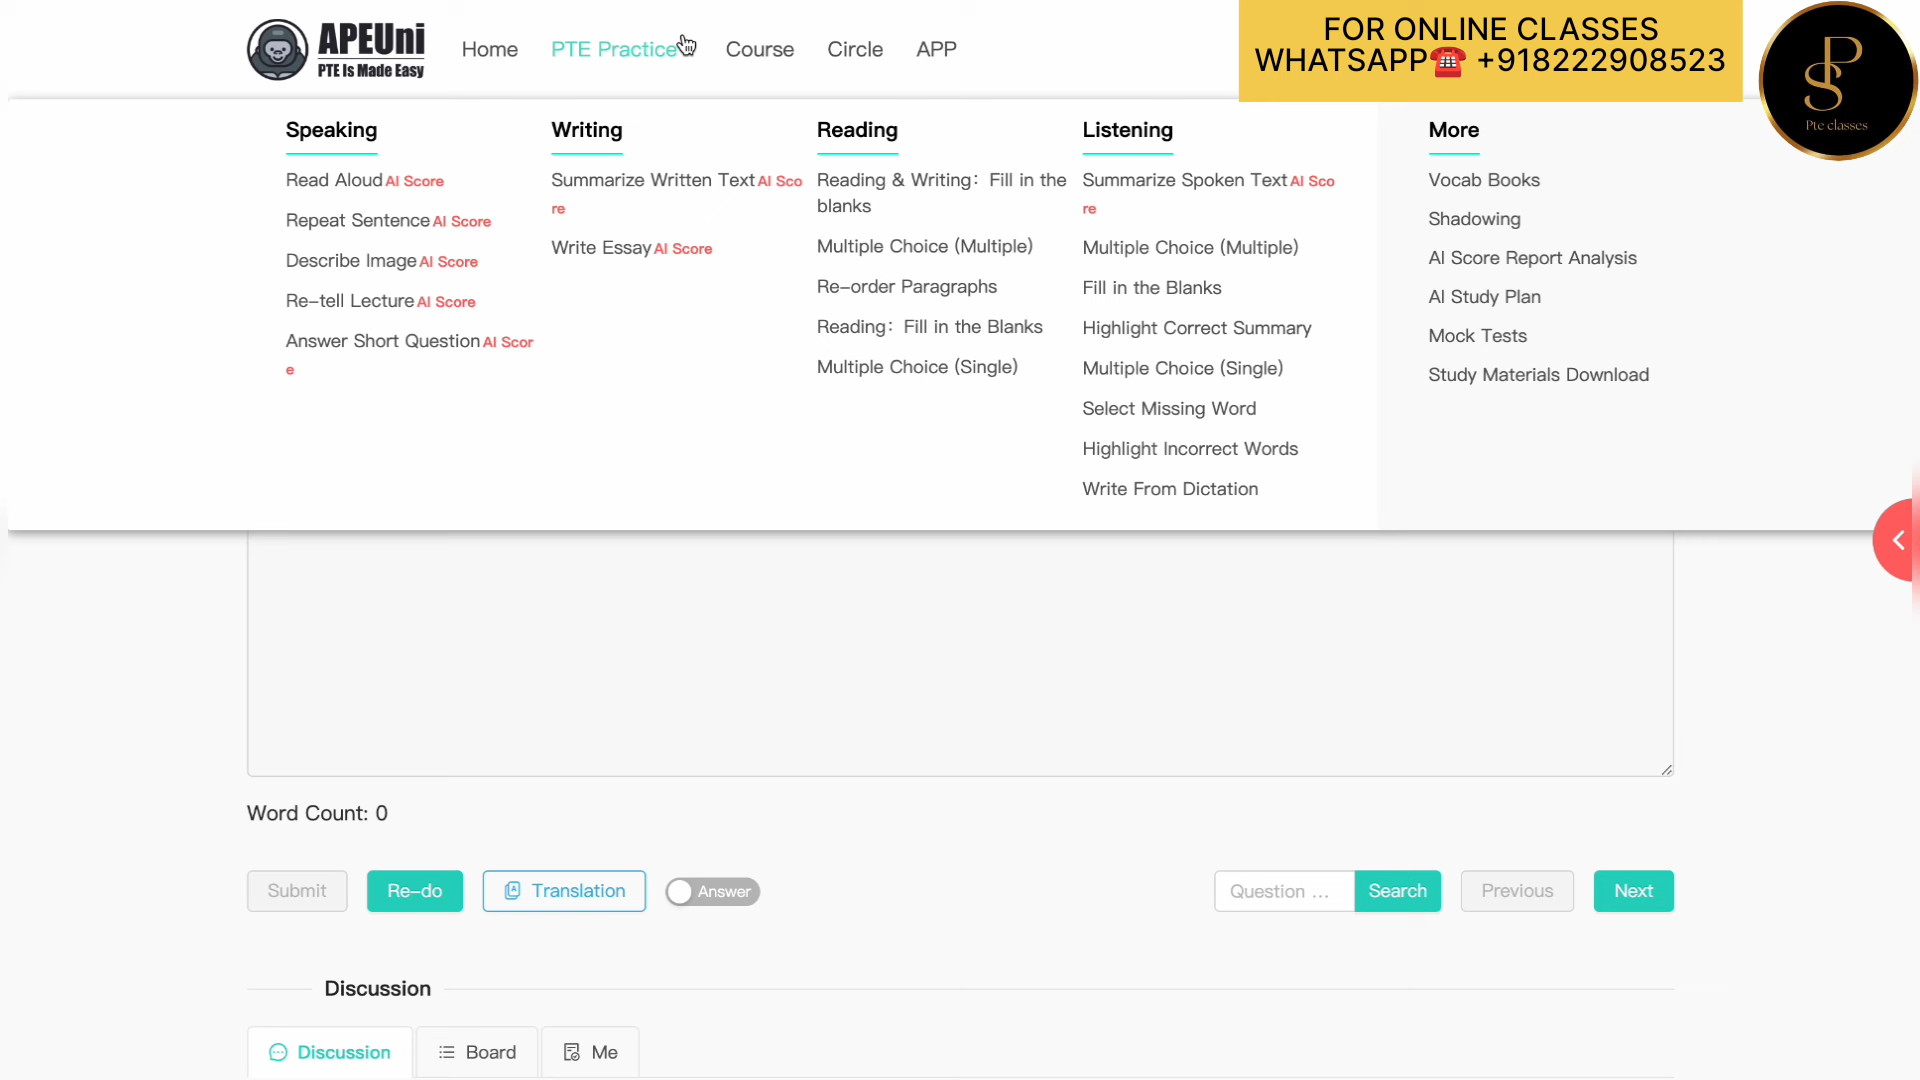 APEUni
PTE Is Made Easy
Home
PTE Practice
Course
Circle
APP
FOR ONLINE CLASSES
WHATSAPP☎️ +918222908523
PS
Pte classes
Speaking
Read Aloud AI Score
Repeat Sentence AI Score
Describe Image AI Score
Re-tell Lecture AI Score
Answer Short Question AI Scor
e
Writing
Summarize Written Text AI Sco
re
Write Essay AI Score
Reading
Reading & Writing: Fill in the
blanks
Multiple Choice (Multiple)
Re-order Paragraphs
Reading: Fill in the Blanks
Multiple Choice (Single)
Listening
Summarize Spoken Text AI Sco
re
Multiple Choice (Multiple)
Fill in the Blanks
Highlight Correct Summary
Multiple Choice (Single)
Select Missing Word
Highlight Incorrect Words
Write From Dictation
More
Vocab Books
Shadowing
AI Score Report Analysis
AI Study Plan
Mock Tests
Study Materials Download
Word Count: 0
Submit
Re-do
Translation
Answer
Question ...
Search
Previous
Next
Discussion
Discussion
Board
Me